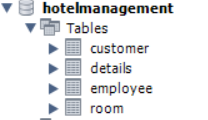 hotelmanagement
Tables
customer
details
employee
room